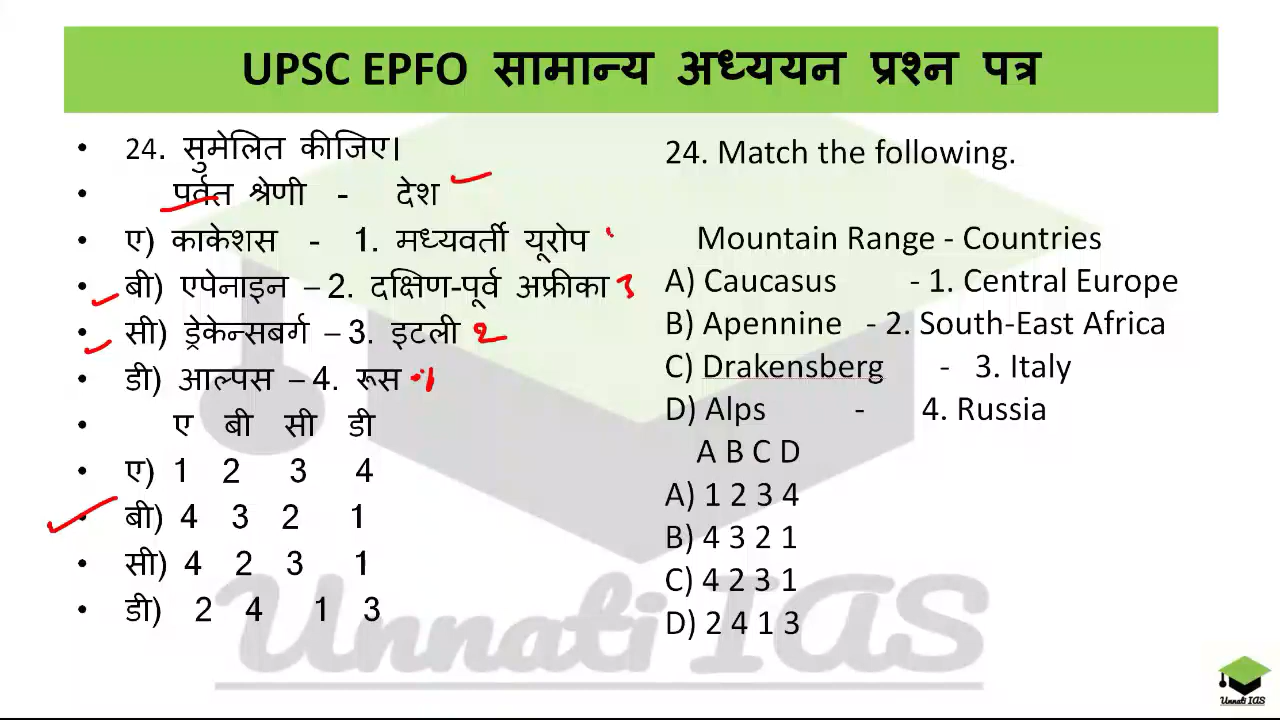 UPSC EPFO सामान्य अध्ययन प्रश्न पत्र
24. सुमेलित कीजिए।
पर्वत श्रेणी - देश
ए) काकेशस - 1. मध्यवर्ती यूरोप
बी) एपेनाइन – 2. दक्षिण-पूर्व अफ्रीका 3
सी) ड्रेकेन्सबर्ग – 3. इटली 2
डी) आल्पस – 4. रूस
ए बी सी डी
ए) 1 2 3 4
बी) 4 3 2 1
सी) 4 2 3 1
डी) 2 4 1 3
24. Match the following.
Mountain Range - Countries
A) Caucasus - 1. Central Europe
B) Apennine - 2. South-East Africa
C) Drakensberg - 3. Italy
D) Alps - 4. Russia
A B C D
A) 1 2 3 4
B) 4 3 2 1
C) 4 2 3 1
D) 2 4 1 3
Unnati IAS
Unnati IAS